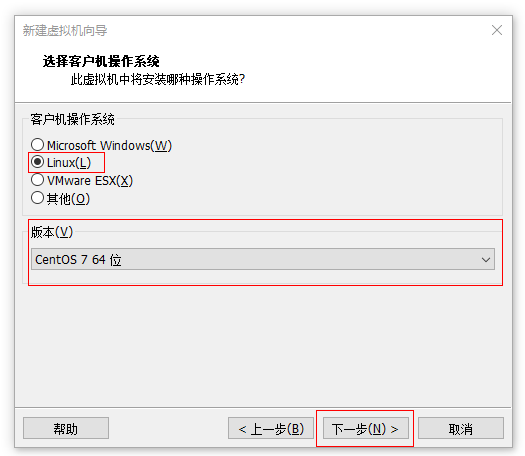 新建虚拟机向导
选择客户机操作系统
此虚拟机中将安装哪种操作系统?
客户机操作系统
Microsoft Windows(W)
Linux(L)
VMware ESX(X)
其他(O)
版本(V)
CentOS 7 64 位
帮助
< 上一步(B)
下一步(N) >
取消